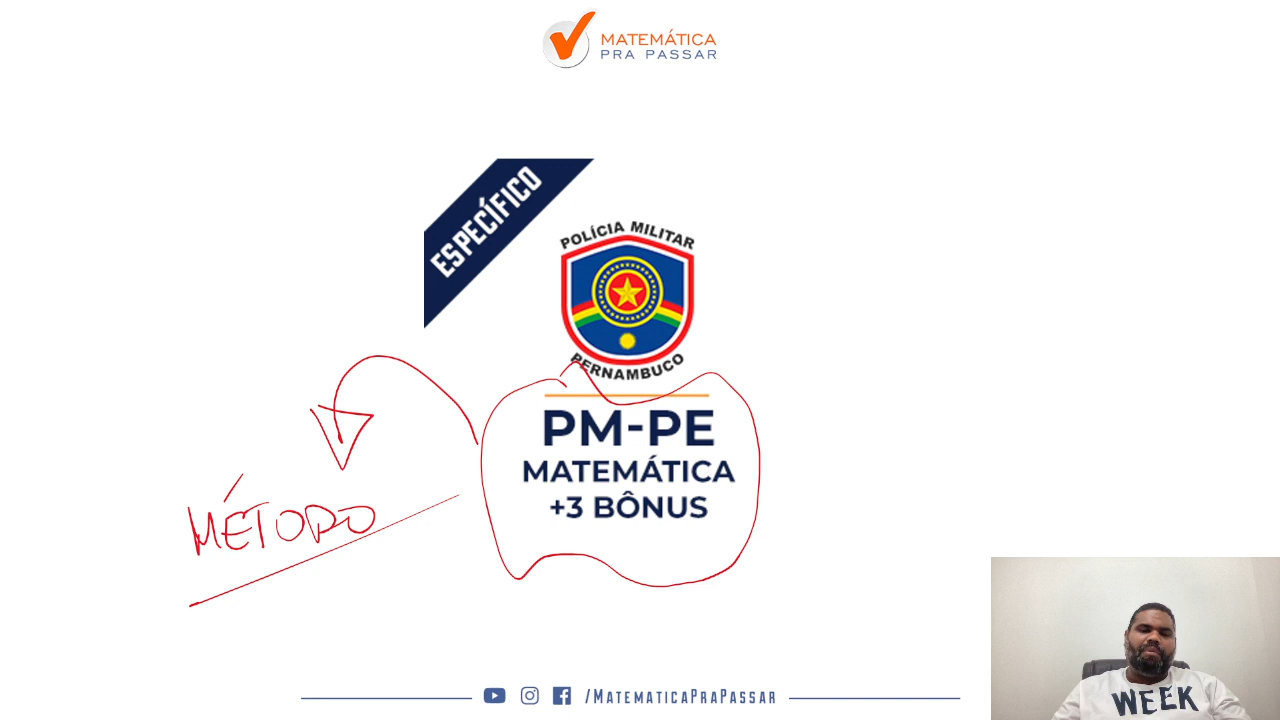 MATEMÁTICA
PRA PASSAR
ESPECÍFICO
POLÍCIA MILITAR
PERNAMBUCO
PM-PE
MATEMÁTICA
+3 BÔNUS
MÉTODO
/MATEMATICAPRAPASSAR
WEEK